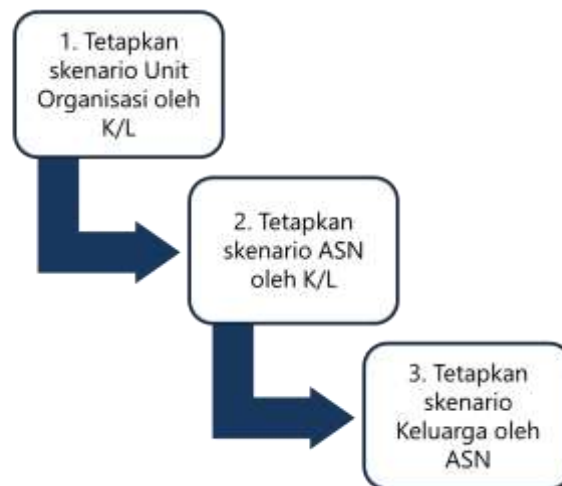 1. Tetapkan
skenario Unit
Organisasi oleh
K/L
2. Tetapkan
skenario ASN
oleh K/L
3. Tetapkan
skenario
Keluarga oleh
ASN